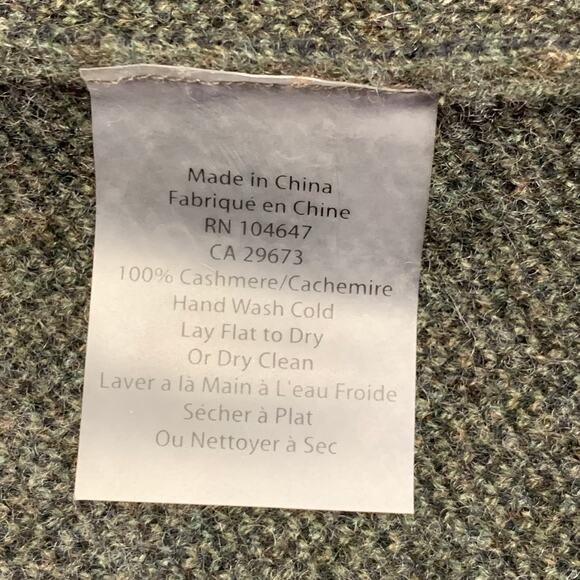 Made in China
Fabriqué en Chine
RN 104647
CA 29673
100% Cashmere/Cachemire
Hand Wash Cold
Lay Flat to Dry
Or Dry Clean
Laver a là Main à L'eau Froide
Sécher à Plat
Ou Nettoyer à Sec